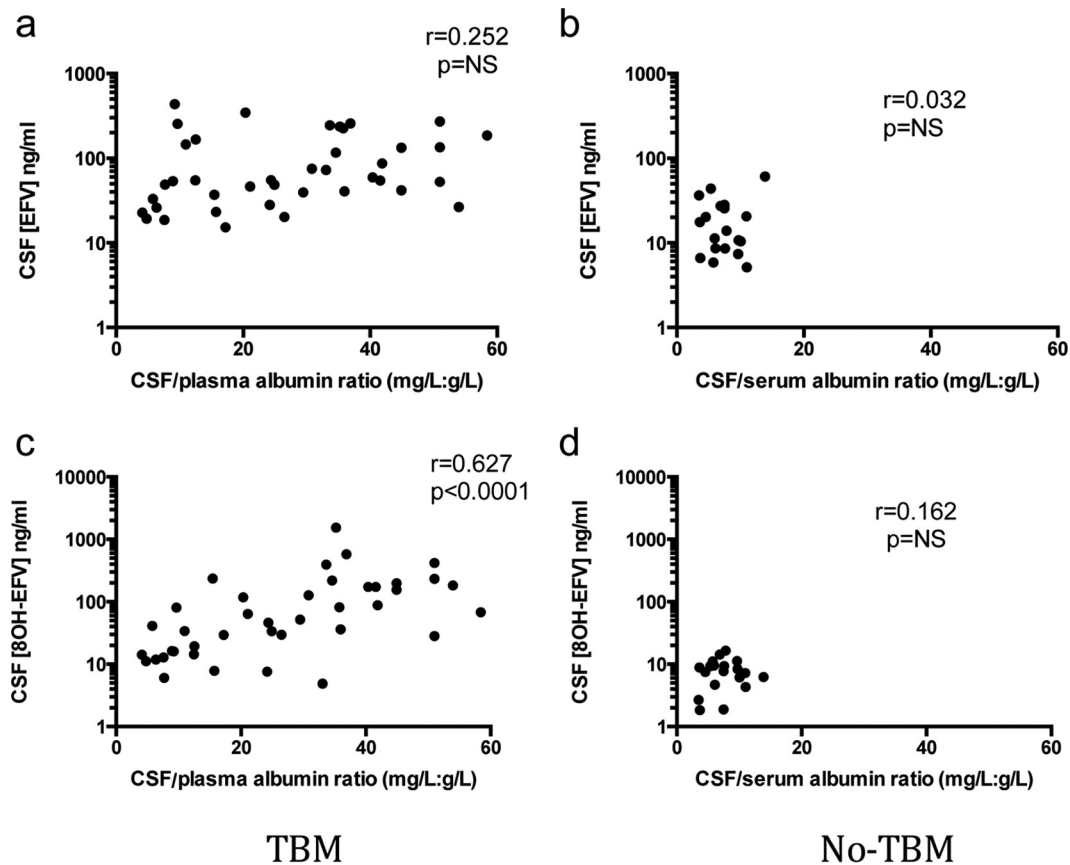 a
r=0.252
p=NS
1000
100
10
1
CSF [EFV] ng/ml
0
20
40
60
CSF/plasma albumin ratio (mg/L:g/L)
b
r=0.032
p=NS
1000
100
10
1
CSF [EFV] ng/ml
0
20
40
60
CSF/serum albumin ratio (mg/L:g/L)
c
r=0.627
p<0.0001
10000
1000
100
10
1
CSF [8OH-EFV] ng/ml
0
20
40
60
CSF/plasma albumin ratio (mg/L:g/L)
d
r=0.162
p=NS
10000
1000
100
10
1
CSF [8OH-EFV] ng/ml
0
20
40
60
CSF/serum albumin ratio (mg/L:g/L)
TBM
No-TBM